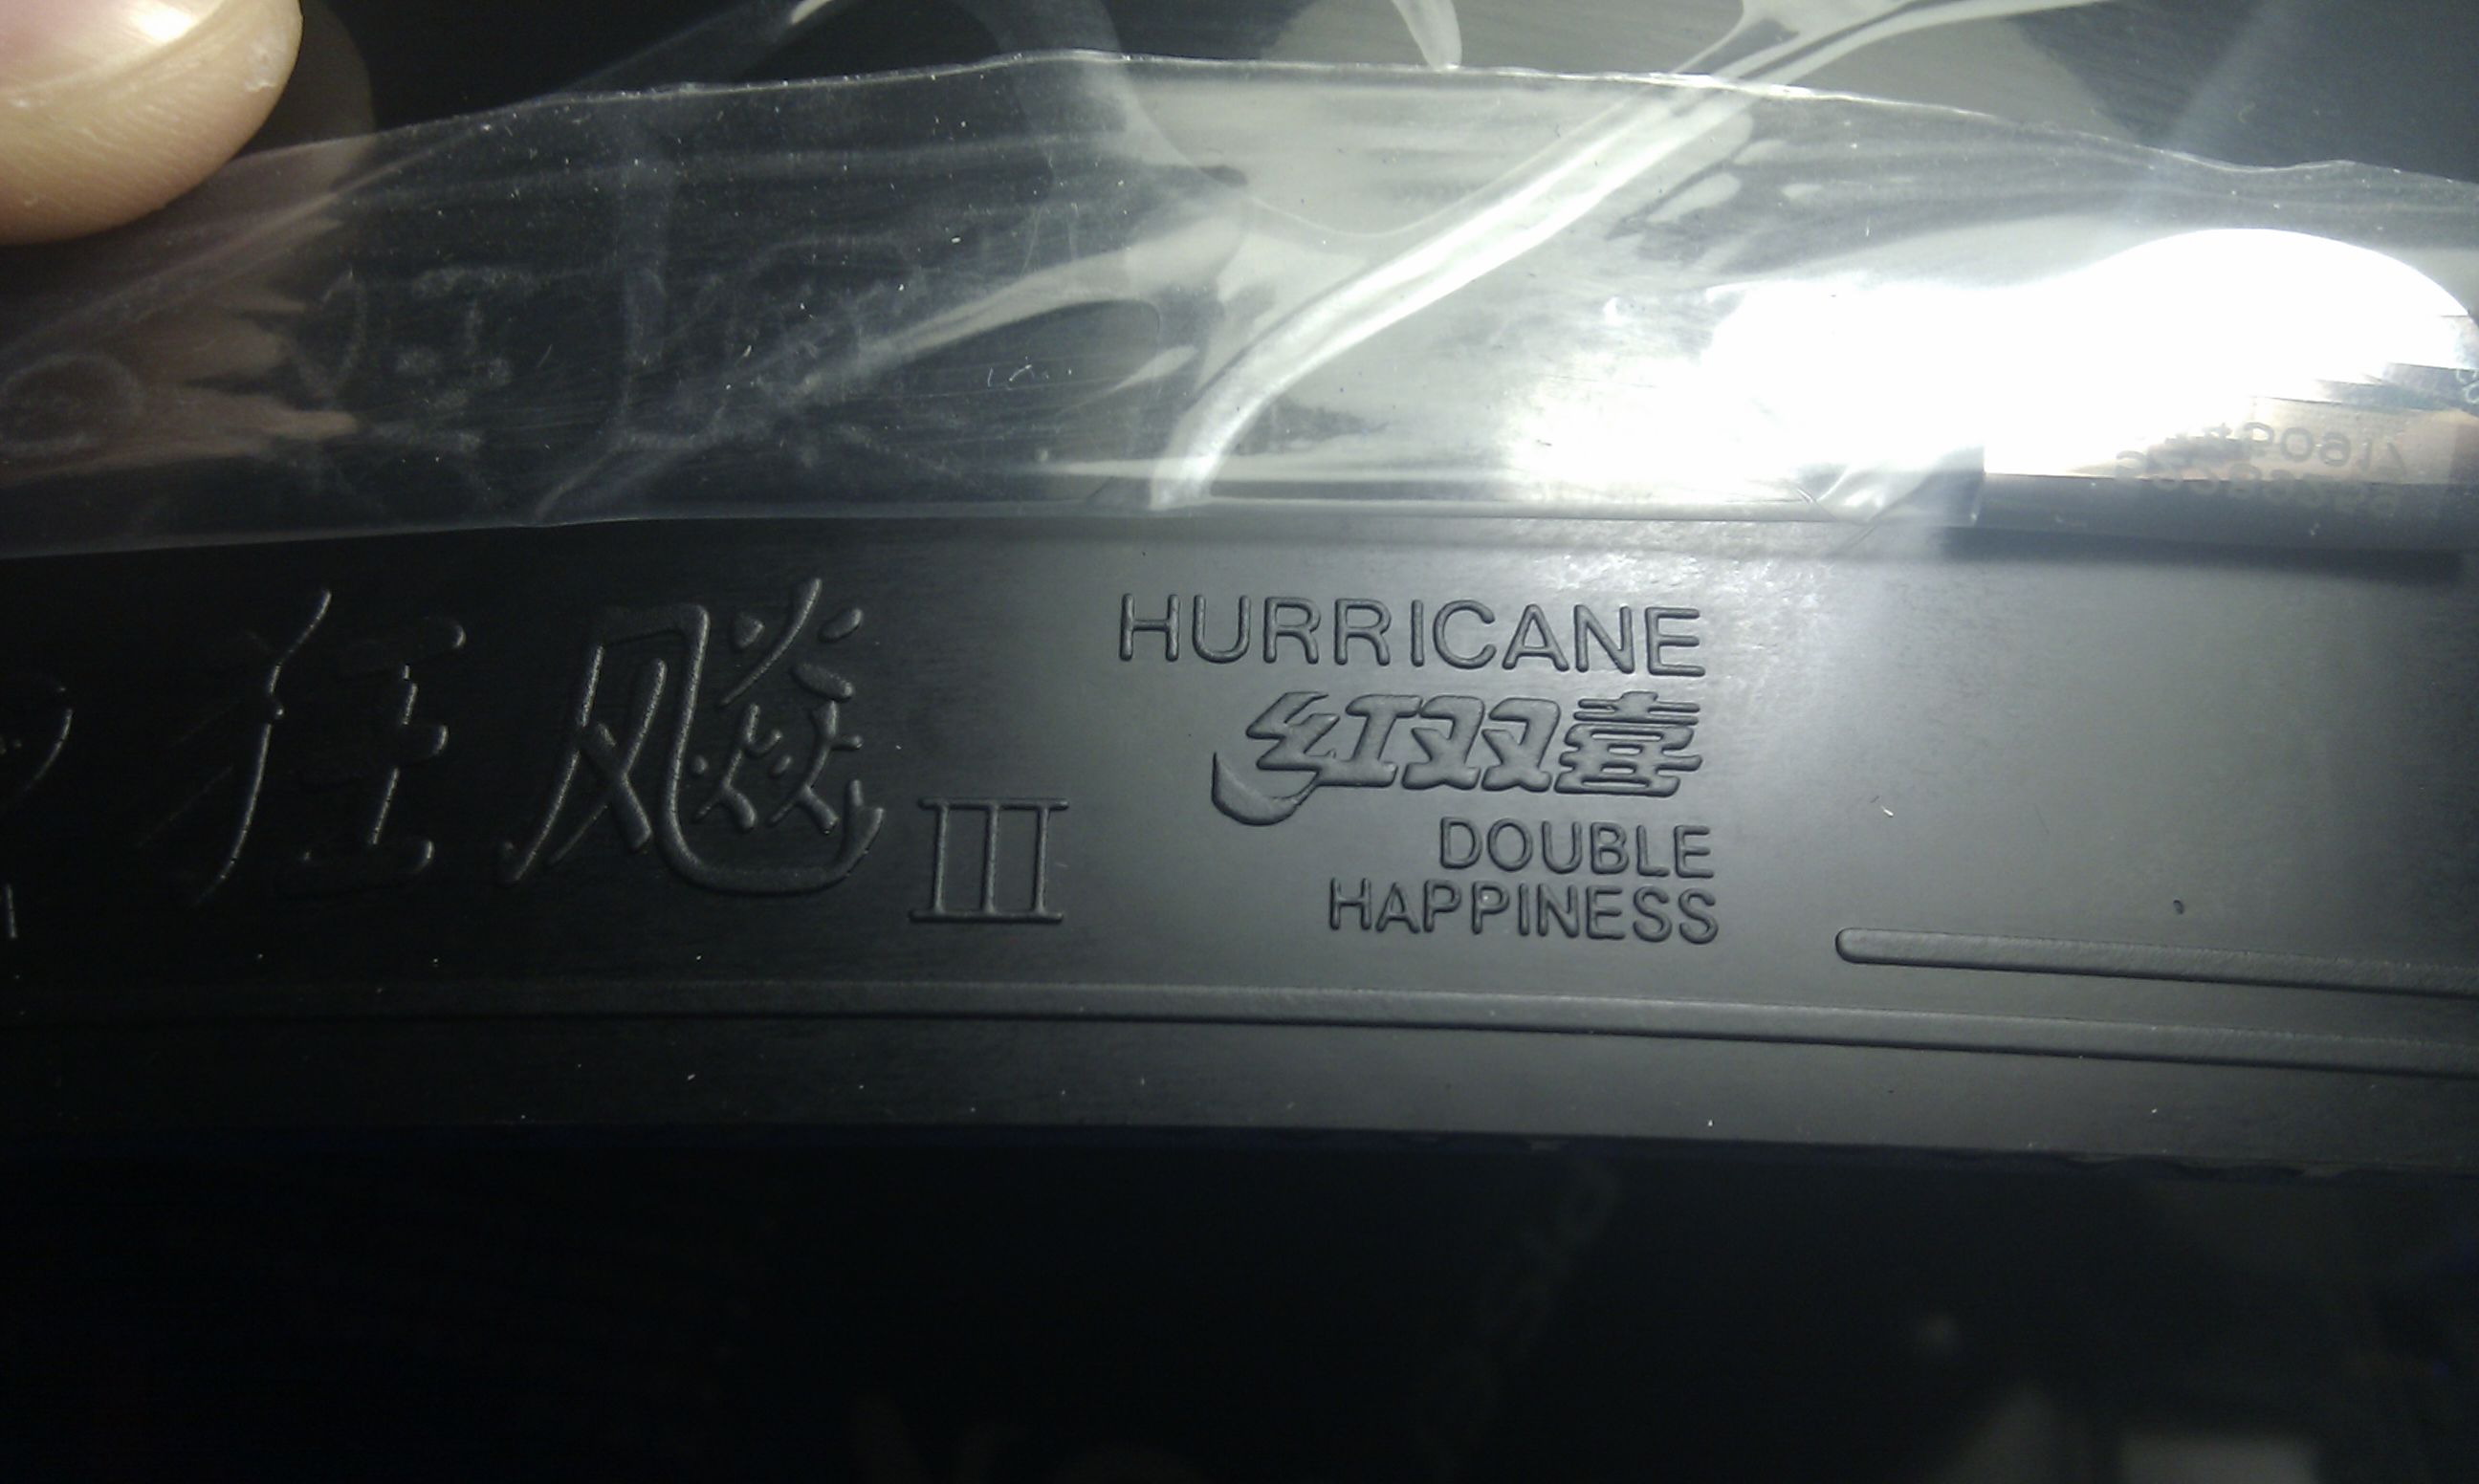 狂飚 III
HURRICANE
红双喜
DOUBLE
HAPPINESS